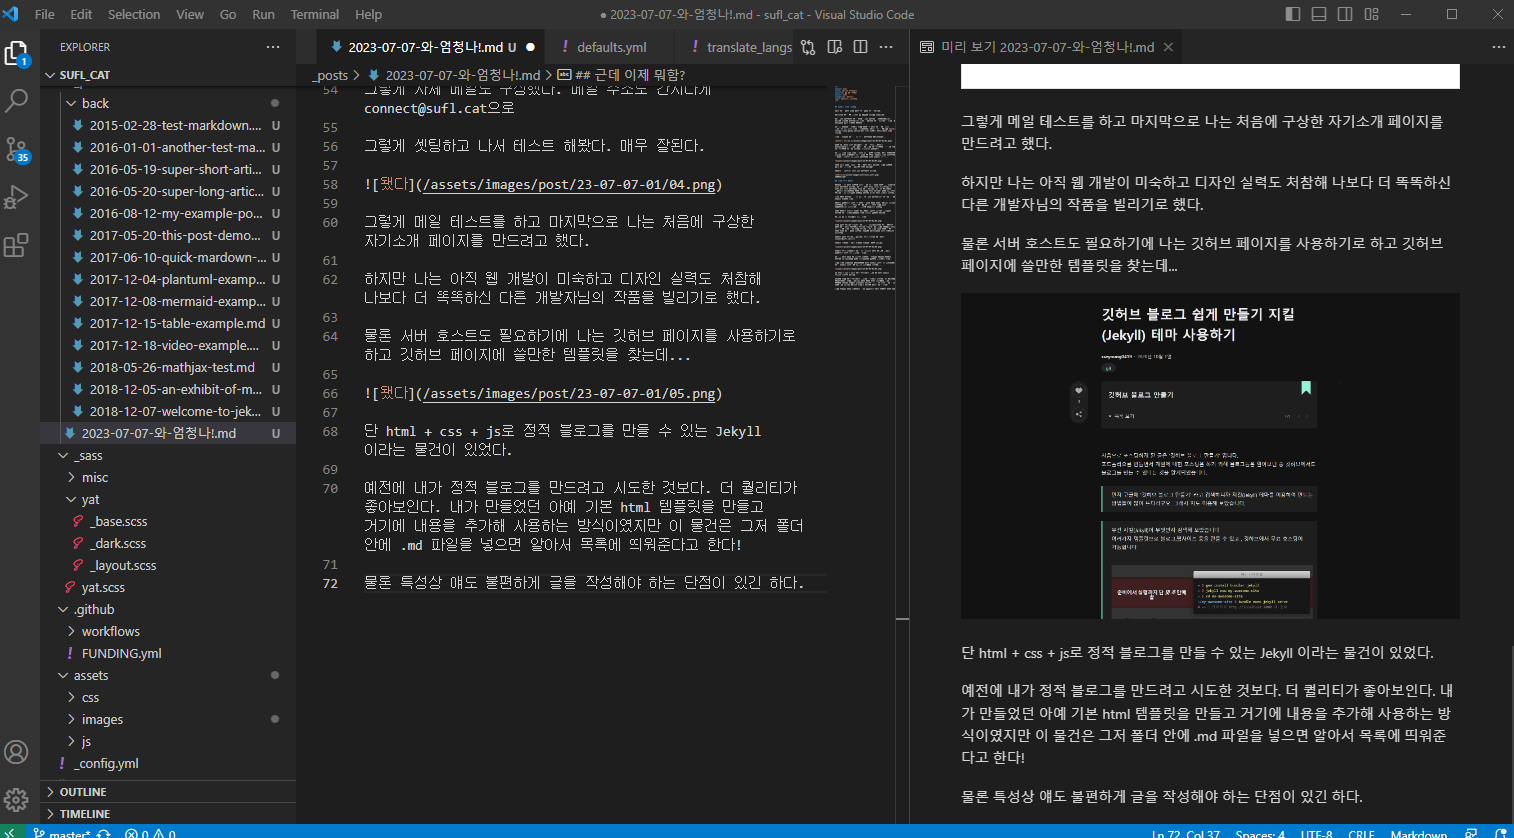 File Edit Selection View Go Run Terminal Help
● 2023-07-07-와-엄청나!.md - sufl_cat - Visual Studio Code
EXPLORER
SUFL_CAT
back
2015-02-28-test-markdown.... U
2016-01-01-another-test-ma... U
2016-05-19-super-short-arti... U
2016-05-20-super-long-artic... U
2016-08-12-my-example-po... U
2017-05-20-this-post-demo... U
2017-06-10-quick-mardown-... U
2017-12-04-plantuml-examp... U
2017-12-08-mermaid-examp... U
2017-12-15-table-example.md U
2017-12-18-video-example.... U
2018-05-26-mathjax-test.md U
2018-12-05-an-exhibit-of-m... U
2018-12-07-welcome-to-jek... U
2023-07-07-와-엄청나!.md U
_sass
misc
yat
_base.scss
_dark.scss
_layout.scss
yat.scss
.github
workflows
FUNDING.yml
assets
css
images
js
_config.yml
OUTLINE
TIMELINE
1
35
2023-07-07-와-엄청나!.md U ●
defaults.yml
translate_langs
_posts > 2023-07-07-와-엄청나!.md > ## 근데 이제 뭐함?
54 그렇게 자체 메일도 구성했다. 메일 주소도 간지나게
connect@sufl.cat으로
55
56 그렇게 셋팅하고 나서 테스트 해봤다. 매우 잘된다.
57
58 ![됐다](/assets/images/post/23-07-07-01/04.png)
59
60 그렇게 메일 테스트를 하고 마지막으로 나는 처음에 구상한
자기소개 페이지를 만드려고 했다.
61
62 하지만 나는 아직 웹 개발이 미숙하고 디자인 실력도 처참해
나보다 더 똑똑하신 다른 개발자님의 작품을 빌리기로 했다.
63
64 물론 서버 호스트도 필요하기에 나는 깃허브 페이지를 사용하기로
하고 깃허브 페이지에 쓸만한 템플릿을 찾는데...
65
66 ![됐다](/assets/images/post/23-07-07-01/05.png)
67
68 단 html + css + js로 정적 블로그를 만들 수 있는 Jekyll
이라는 물건이 있었다.
69
70 예전에 내가 정적 블로그를 만드려고 시도한 것보다. 더 퀄리티가
좋아보인다. 내가 만들었던 아예 기본 html 템플릿을 만들고
거기에 내용을 추가해 사용하는 방식이였지만 이 물건은 그저 폴더
안에 .md 파일을 넣으면 알아서 목록에 띄워준다고 한다!
71
72 물론 특성상 얘도 불편하게 글을 작성해야 하는 단점이 있긴 하다.
미리 보기 2023-07-07-와-엄청나!.md
그렇게 메일 테스트를 하고 마지막으로 나는 처음에 구상한 자기소개 페이지를
만드려고 했다.
하지만 나는 아직 웹 개발이 미숙하고 디자인 실력도 처참해 나보다 더 똑똑하신
다른 개발자님의 작품을 빌리기로 했다.
물론 서버 호스트도 필요하기에 나는 깃허브 페이지를 사용하기로 하고 깃허브
페이지에 쓸만한 템플릿을 찾는데...
깃허브 블로그 쉽게 만들기 지킬
(Jekyll) 테마 사용하기
깃허브 블로그 만들기
단 html + css + js로 정적 블로그를 만들 수 있는 Jekyll 이라는 물건이 있었다.
예전에 내가 정적 블로그를 만드려고 시도한 것보다. 더 퀄리티가 좋아보인다. 내
가 만들었던 아예 기본 html 템플릿을 만들고 거기에 내용을 추가해 사용하는 방
식이였지만 이 물건은 그저 폴더 안에 .md 파일을 넣으면 알아서 목록에 띄워준
다고 한다!
물론 특성상 얘도 불편하게 글을 작성해야 하는 단점이 있긴 하다.
master* 0 0 Ln 72, Col 37 Spaces: 4 UTF-8 CRLF Markdown